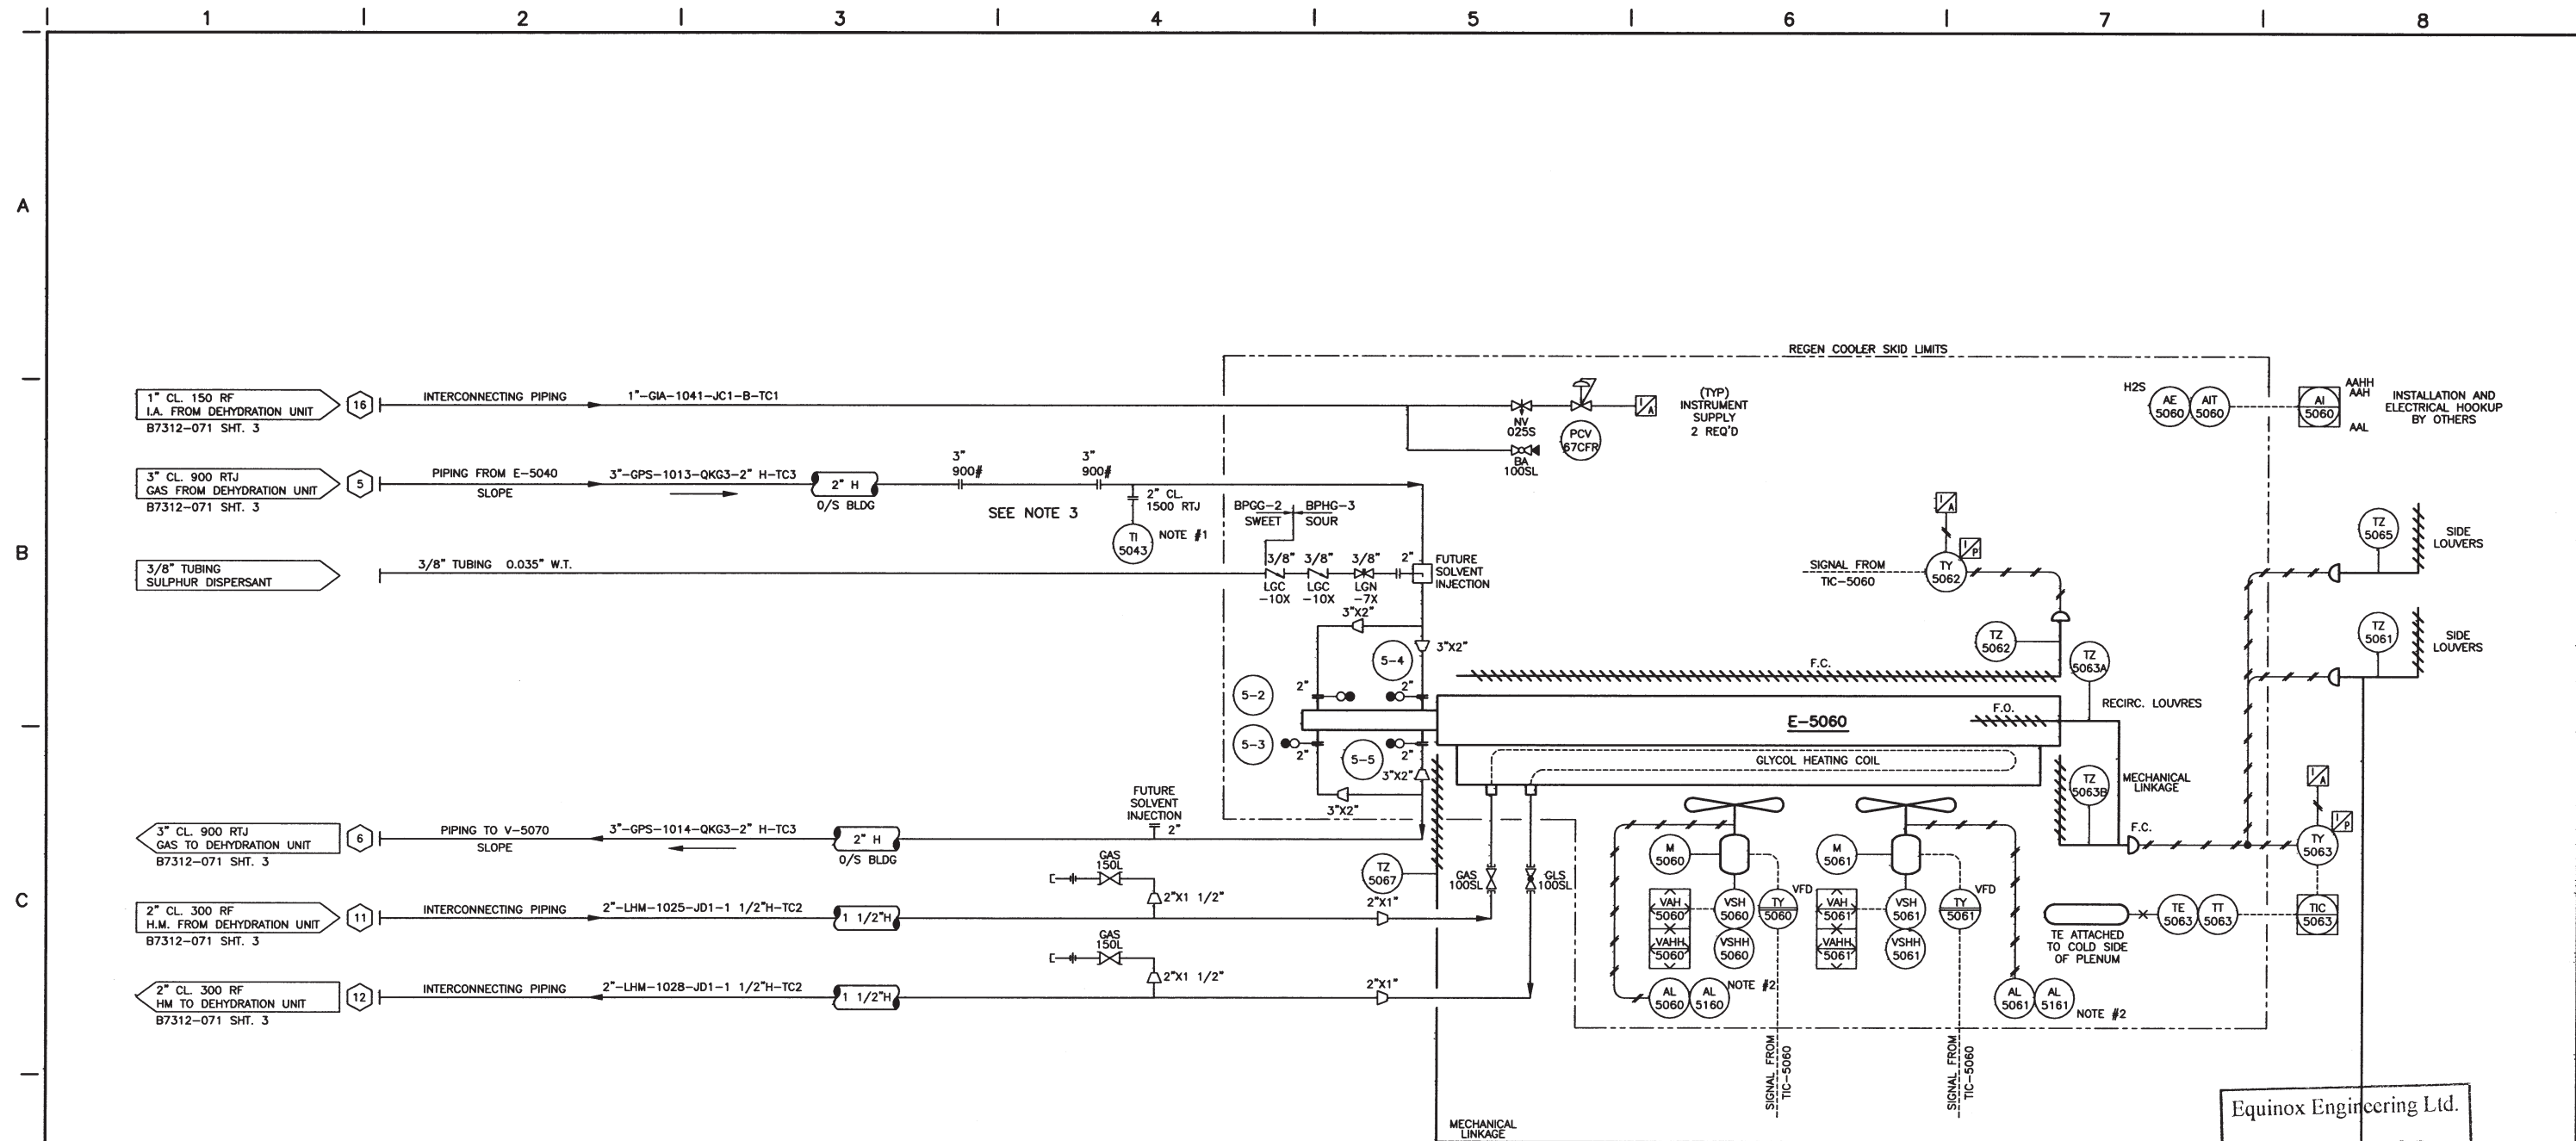 1 2 3 4 5 6 7 8
A
B
C
REGEN COOLER SKID LIMITS
1" CL. 150 RF
I.A. FROM DEHYDRATION UNIT
B7312-071 SHT. 3
16
INTERCONNECTING PIPING
1"-GIA-1041-JC1-B-TC1
NV
025S
PCV
67CFR
I/A
(TYP)
INSTRUMENT
SUPPLY
2 REQ'D
BA
100SL
H2S
AE
5060
AIT
5060
AI
5060
AAHH
AAH
AAL
INSTALLATION AND
ELECTRICAL HOOKUP
BY OTHERS
3" CL. 900 RTJ
GAS FROM DEHYDRATION UNIT
B7312-071 SHT. 3
5
PIPING FROM E-5040
SLOPE
3"-GPS-1013-QKG3-2" H-TC3
2" H
O/S BLDG
3"
900#
3"
900#
SEE NOTE 3
2" CL.
1500 RTJ
TI
5043
NOTE #1
BPGG-2
SWEET
BPHG-3
SOUR
3/8" TUBING
SULPHUR DISPERSANT
3/8" TUBING 0.035" W.T.
3/8"
LGC
-10X
3/8"
LGC
-10X
3/8"
LGN
-7X
2"
FUTURE
SOLVENT
INJECTION
3"X2"
3"X2"
5-4
5-2
2"
2"
5-3
2"
5-5
2"
3"X2"
3"X2"
I/A
I/P
SIGNAL FROM
TIC-5060
TY
5062
TZ
5062
TZ
5063A
F.C.
RECIRC. LOUVRES
F.O.
E-5060
GLYCOL HEATING COIL
TZ
5063B
MECHANICAL
LINKAGE
F.C.
TZ
5065
SIDE
LOUVERS
TZ
5061
SIDE
LOUVERS
I/A
I/P
TY
5063
TIC
5063
TE
5063
TT
5063
TE ATTACHED
TO COLD SIDE
OF PLENUM
3" CL. 900 RTJ
GAS TO DEHYDRATION UNIT
B7312-071 SHT. 3
6
PIPING TO V-5070
SLOPE
3"-GPS-1014-QKG3-2" H-TC3
2" H
O/S BLDG
FUTURE
SOLVENT
INJECTION
2"
TZ
5067
GAS
150L
2"X1 1/2"
2" CL. 300 RF
H.M. FROM DEHYDRATION UNIT
B7312-071 SHT. 3
11
INTERCONNECTING PIPING
2"-LHM-1025-JD1-1 1/2"H-TC2
1 1/2"H
2"X1"
GAS
100SL
GLS
100SL
GAS
150L
2"X1 1/2"
2" CL. 300 RF
HM TO DEHYDRATION UNIT
B7312-071 SHT. 3
12
INTERCONNECTING PIPING
2"-LHM-1028-JD1-1 1/2"H-TC2
1 1/2"H
2"X1"
M
5060
VAH
5060
VAHH
5060
VSH
5060
VSHH
5060
VFD
TY
5060
AL
5060
AL
5160
NOTE #2
M
5061
VAH
5061
VAHH
5061
VSH
5061
VSHH
5061
VFD
TY
5061
AL
5061
AL
5161
NOTE #2
SIGNAL FROM
TIC-5060
SIGNAL FROM
TIC-5060
MECHANICAL
LINKAGE
Equinox Engineering Ltd.